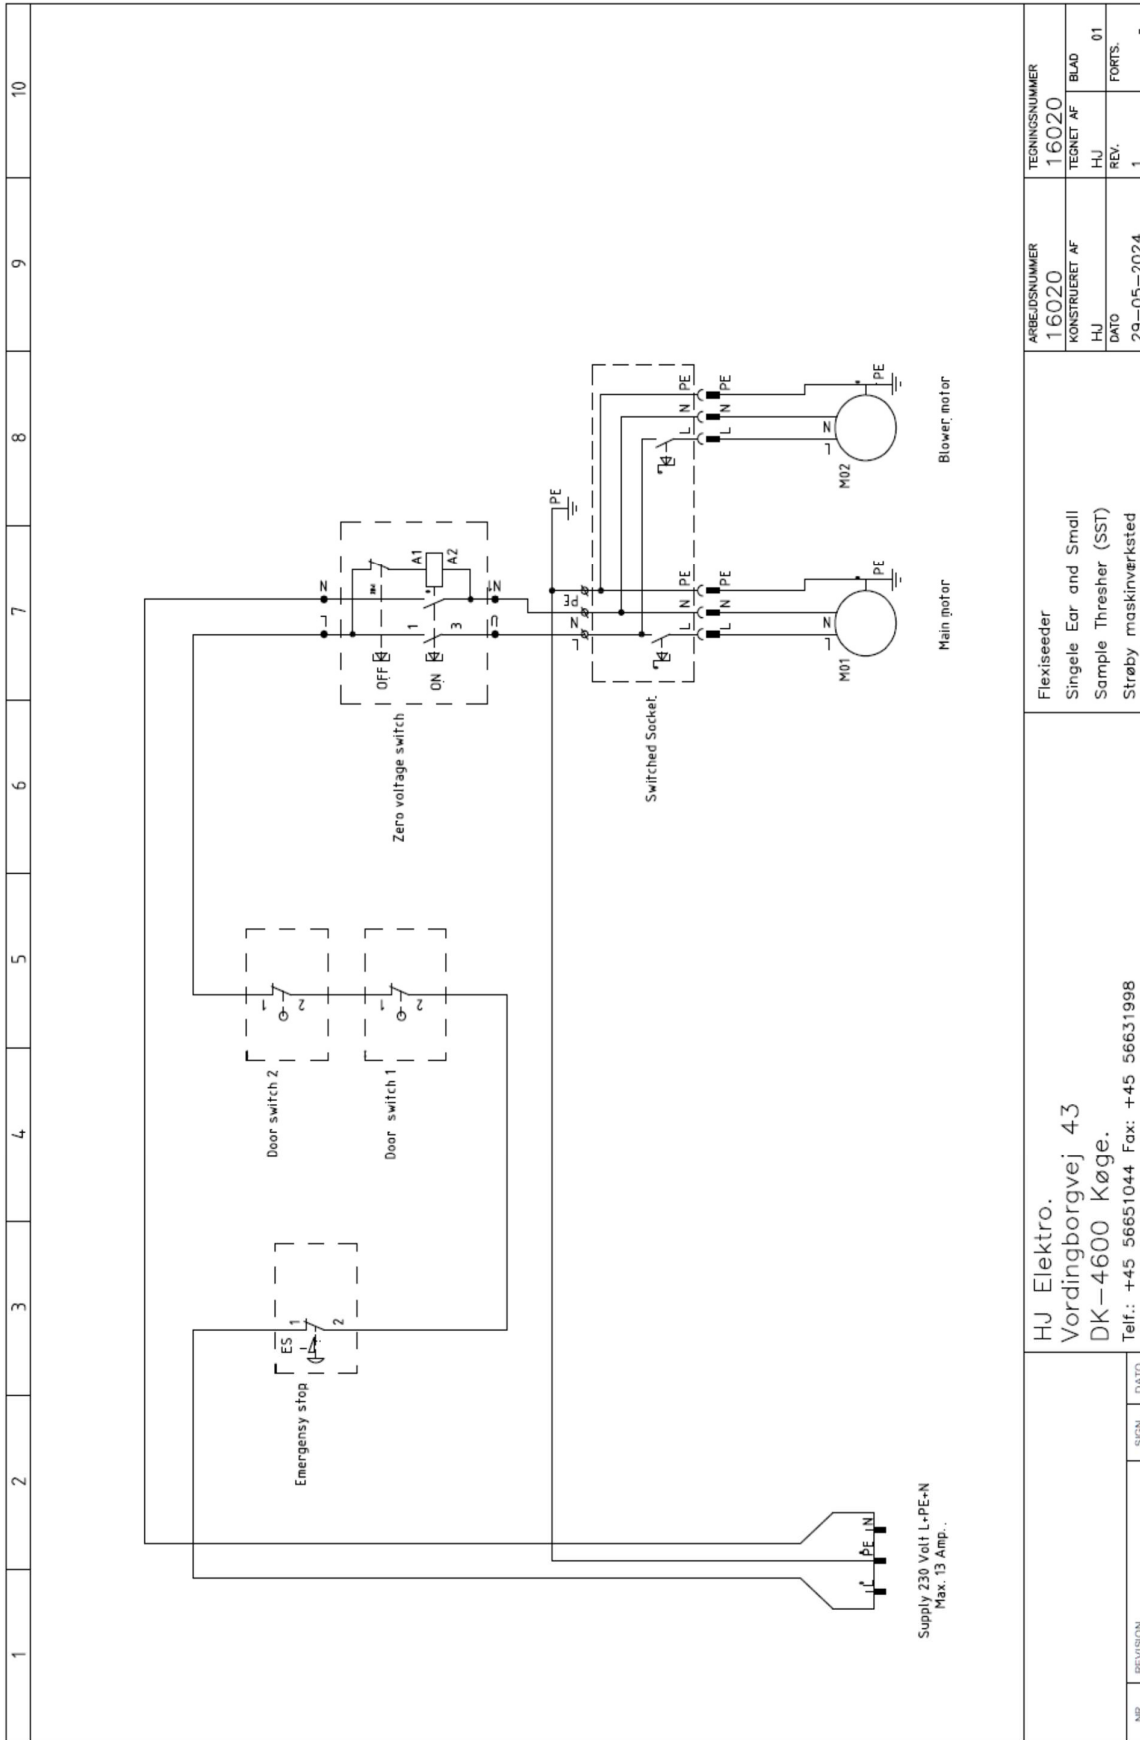 1 2 3 4 5 6 7 8 9 10
Supply 230 Volt L+PE+N
Max. 13 Amp..
L PE N
Emergensy stop
ES
1
2
Door switch 2
1
2
Door switch 1
1
2
Zero voltage switch
L N
OFF
ON
1
3
A1
A2
N'
PE
Switched Socket
L N PE
L N PE
L N PE
L N PE
L N PE
M01
L N
PE
Main motor
M02
L N
PE
Blower motor
NR. REVISION SIGN. DATO
HJ Elektro.
Vordingborgvej 43
DK-4600 Køge.
Telf.: +45 56651044 Fax: +45 56631998
Flexiseeder
Singele Ear and Small
Sample Thresher (SST)
Strøby maskinværksted
ARBEJDSNUMMER
16020
TEGNINGSNUMMER
16020
KONSTRUERET AF
HJ
TEGNET AF
HJ
BLAD
01
DATO
29-05-2024
REV.
1
FORTS.